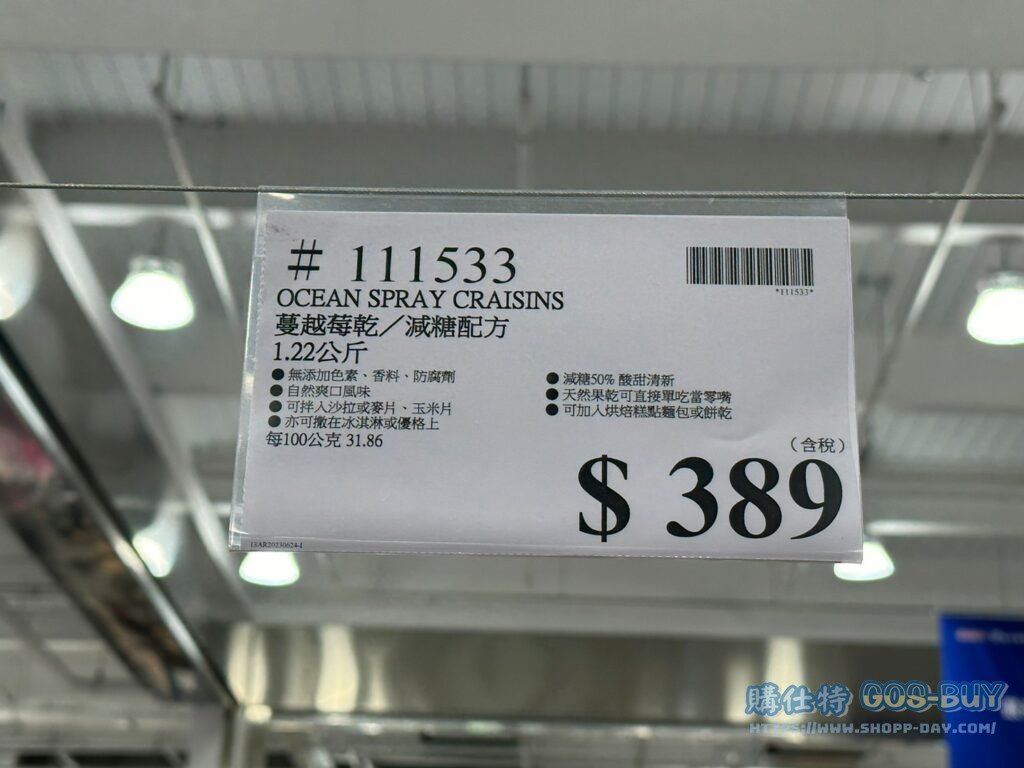 # 111533
*111533*
OCEAN SPRAY CRAISINS
蔓越莓乾／減糖配方
1.22公斤
●無添加色素、香料、防腐劑
●自然爽口風味
●可拌入沙拉或麥片、玉米片
●亦可撒在冰淇淋或優格上
●減糖50% 酸甜清新
●天然果乾可直接單吃當零嘴
●可加入烘焙糕點麵包或餅乾
每100公克 31.86
（含稅）
$ 389
13AR20230624-1
購仕特 GOS-BUY
HTTPS://WWW.SHOPP-DAY.COM/